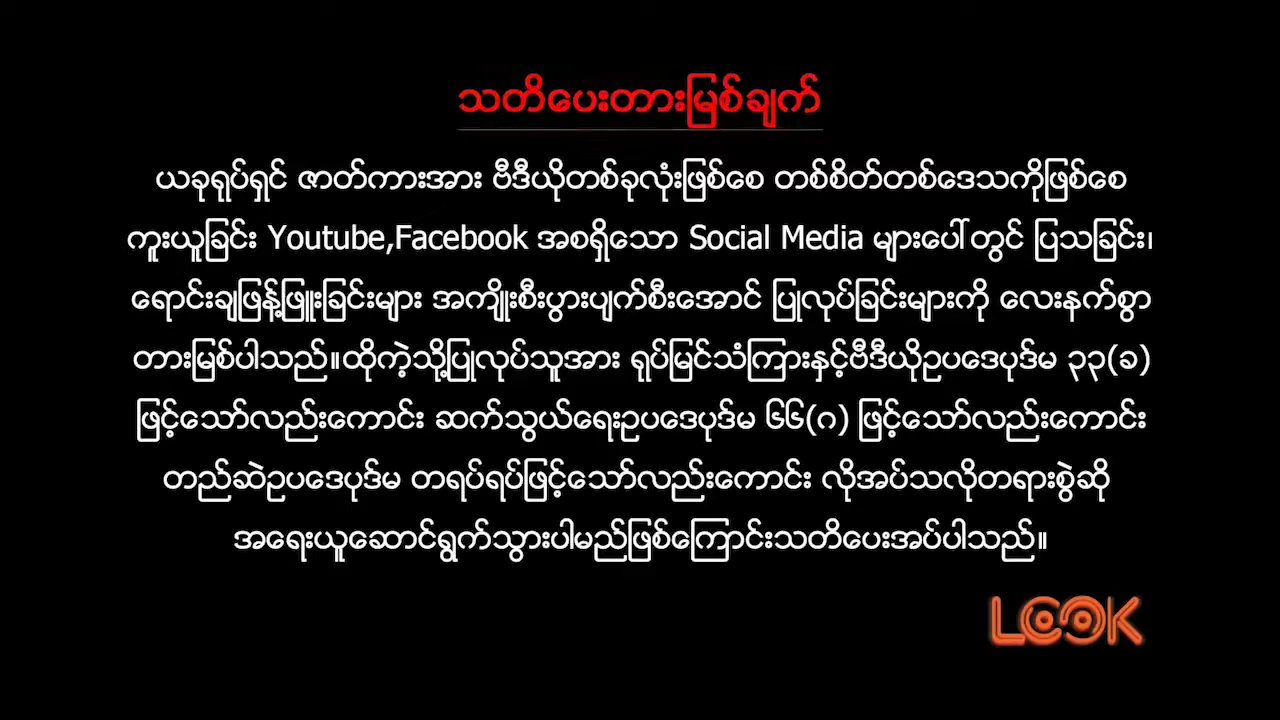 သတိပေးတားမြစ်ချက်
ယခုရုပ်ရှင် ဇာတ်ကားအား ဗီဒီယိုတစ်ခုလုံးဖြစ်စေ တစ်စိတ်တစ်ဒေသကိုဖြစ်စေ
ကူးယူခြင်း Youtube,Facebook အစရှိသော Social Media များပေါ်တွင် ပြသခြင်း၊
ရောင်းချဖြန့်ဖြူးခြင်းများ အကျိုးစီးပွားပျက်စီးအောင် ပြုလုပ်ခြင်းများကို လေးနက်စွာ
တားမြစ်ပါသည်။ထိုကဲ့သို့ပြုလုပ်သူအား ရုပ်မြင်သံကြားနှင့်ဗီဒီယိုဥပဒေပုဒ်မ ၃၃(ခ)
ဖြင့်သော်လည်းကောင်း ဆက်သွယ်ရေးဥပဒေပုဒ်မ ၆၆(ဂ) ဖြင့်သော်လည်းကောင်း
တည်ဆဲဥပဒေပုဒ်မ တရပ်ရပ်ဖြင့်သော်လည်းကောင်း လိုအပ်သလိုတရားစွဲဆို
အရေးယူဆောင်ရွက်သွားပါမည်ဖြစ်ကြောင်းသတိပေးအပ်ပါသည်။
LOOK